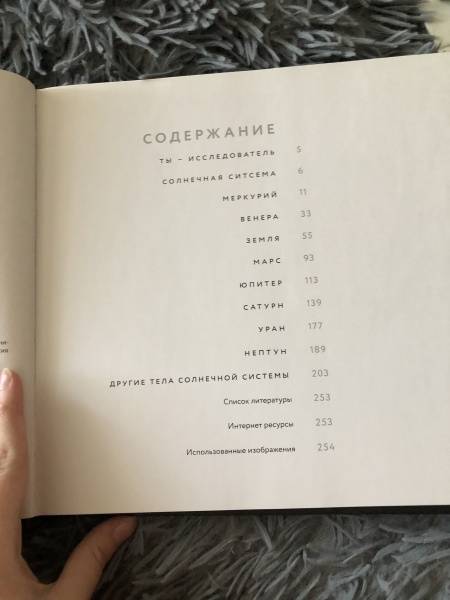 СОДЕРЖАНИЕ
ТЫ – ИССЛЕДОВАТЕЛЬ 5
СОЛНЕЧНАЯ СИТСЕМА 6
МЕРКУРИЙ 11
ВЕНЕРА 33
ЗЕМЛЯ 55
МАРС 93
ЮПИТЕР 113
САТУРН 139
УРАН 177
НЕПТУН 189
ДРУГИЕ ТЕЛА СОЛНЕЧНОЙ СИСТЕМЫ 203
Список литературы 253
Интернет ресурсы 253
Использованные изображения 254